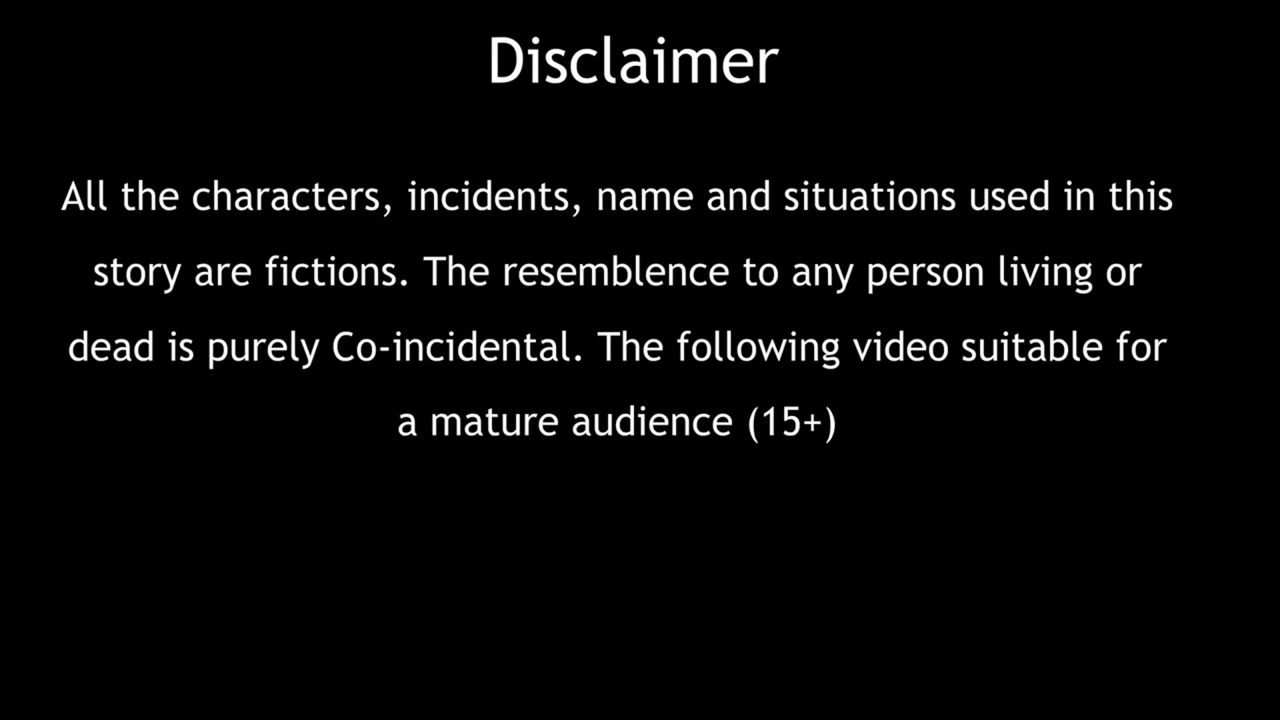 Disclaimer
All the characters, incidents, name and situations used in this
story are fictions. The resemblence to any person living or
dead is purely Co-incidental. The following video suitable for
a mature audience (15+)